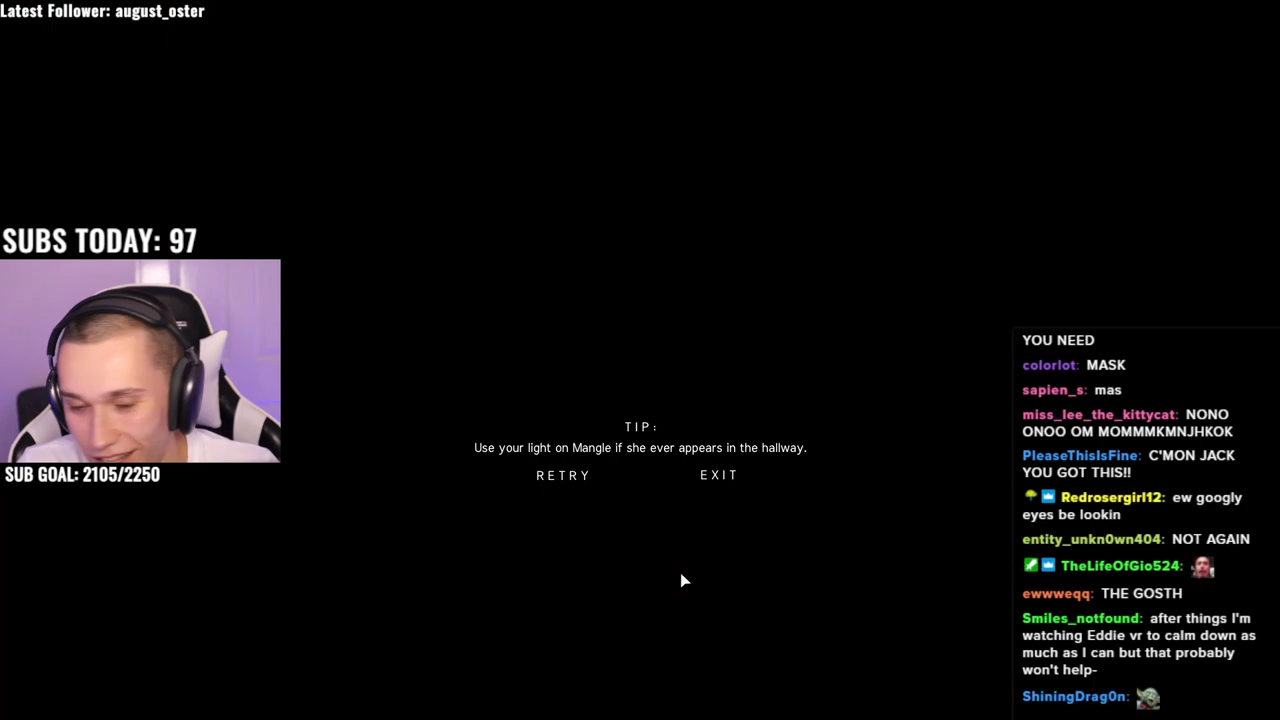 Latest Follower: august_oster
SUBS TODAY: 97
SUB GOAL: 2105/2250
TIP:
Use your light on Mangle if she ever appears in the hallway.
RETRY EXIT
YOU NEED
colorlot: MASK
sapien_s: mas
miss_lee_the_kittycat: NONO
ONOO OM MOMMMKMNJHKOK
PleaseThisIsFine: C'MON JACK
YOU GOT THIS!!
Redrosergirl12: ew googly
eyes be lookin
entity_unkn0wn404: NOT AGAIN
TheLifeOfGio524:
ewwweqq: THE GOSTH
Smiles_notfound: after things I'm
watching Eddie vr to calm down as
much as I can but that probably
won't help-
ShiningDrag0n: